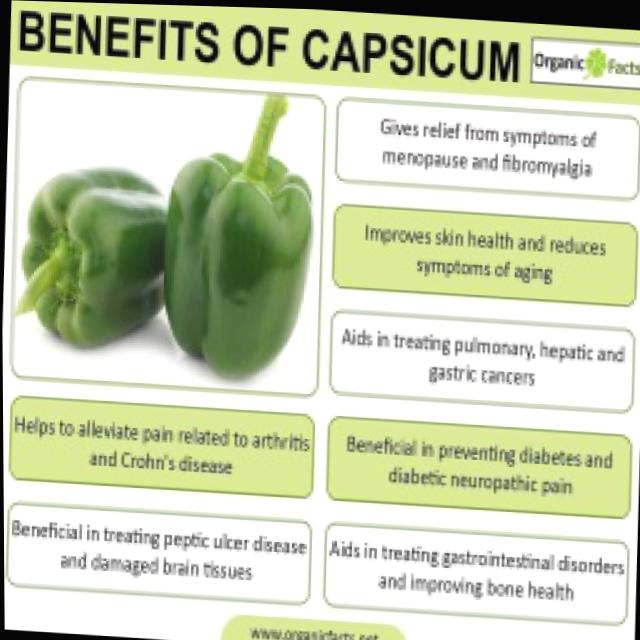 BENEFITS OF CAPSICUM
Organic Facts
Gives relief from symptoms of
menopause and fibromyalgia
Improves skin health and reduces
symptoms of aging
Aids in treating pulmonary, hepatic and
gastric cancers
Helps to alleviate pain related to arthritis
and Crohn's disease
Beneficial in preventing diabetes and
diabetic neuropathic pain
Beneficial in treating peptic ulcer disease
and damaged brain tissues
Aids in treating gastrointestinal disorders
and improving bone health
www.organicfacts.net